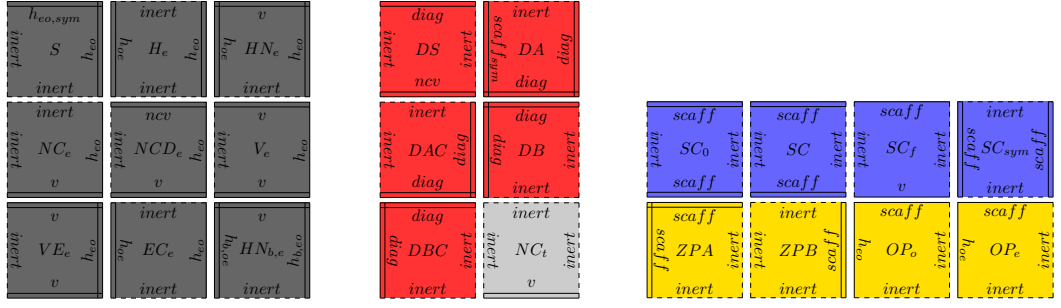 h_{eo,sym} inert v diag inert
inert S h_{eo} h_{oe} H_e h_{eo} h_{oe} HN_e h_{eo} inert DS inert scaff_{sym} DA diag
inert inert inert ncv diag
ncv inert diag scaff scaff scaff inert
inert NC_e h_{eo} inert NCD_e h_{eo} inert V_e h_{eo} inert DAC diag diag DB inert inert SC_0 inert inert SC inert inert SC_f inert scaff SC_{sym} scaff
v v v diag inert scaff scaff v inert
v inert v diag inert scaff inert scaff scaff
inert VE_e h_{eo} h_{oe} EC_e h_{eo} h_{b,oe} HN_{b,e} h_{b,eo} diag DBC inert inert NC_t inert scaff ZPA inert inert ZPB scaff h_{eo} OP_o inert h_{oe} OP_e inert
v inert inert inert v inert inert inert inert